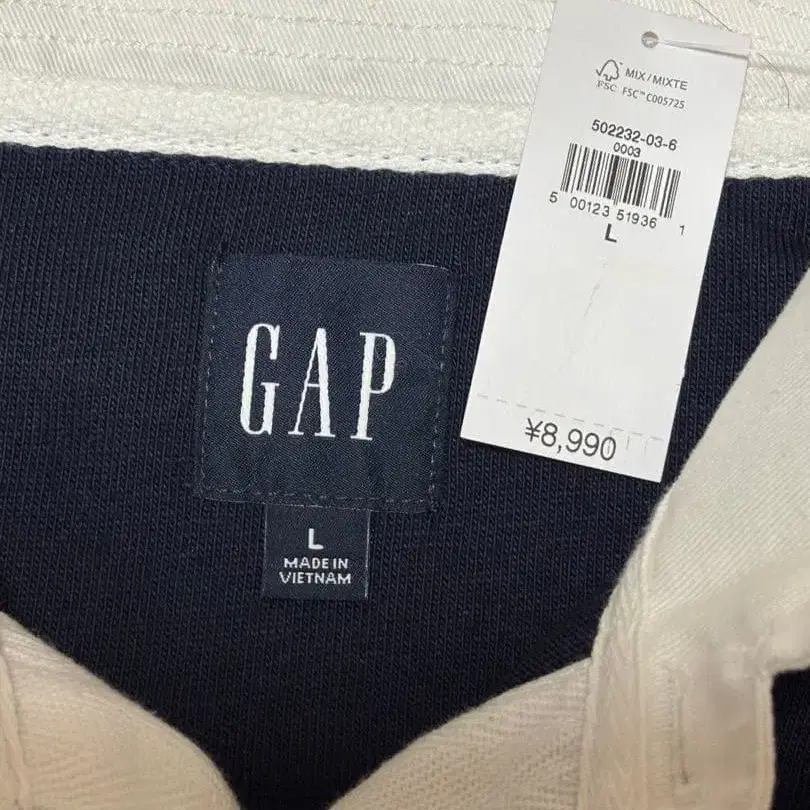 MIX/MIXTE
FSC FSC™ C005725
502232-03-6
0003
5 00123 51936 1
L
¥8,990
GAP
L
MADE IN
VIETNAM